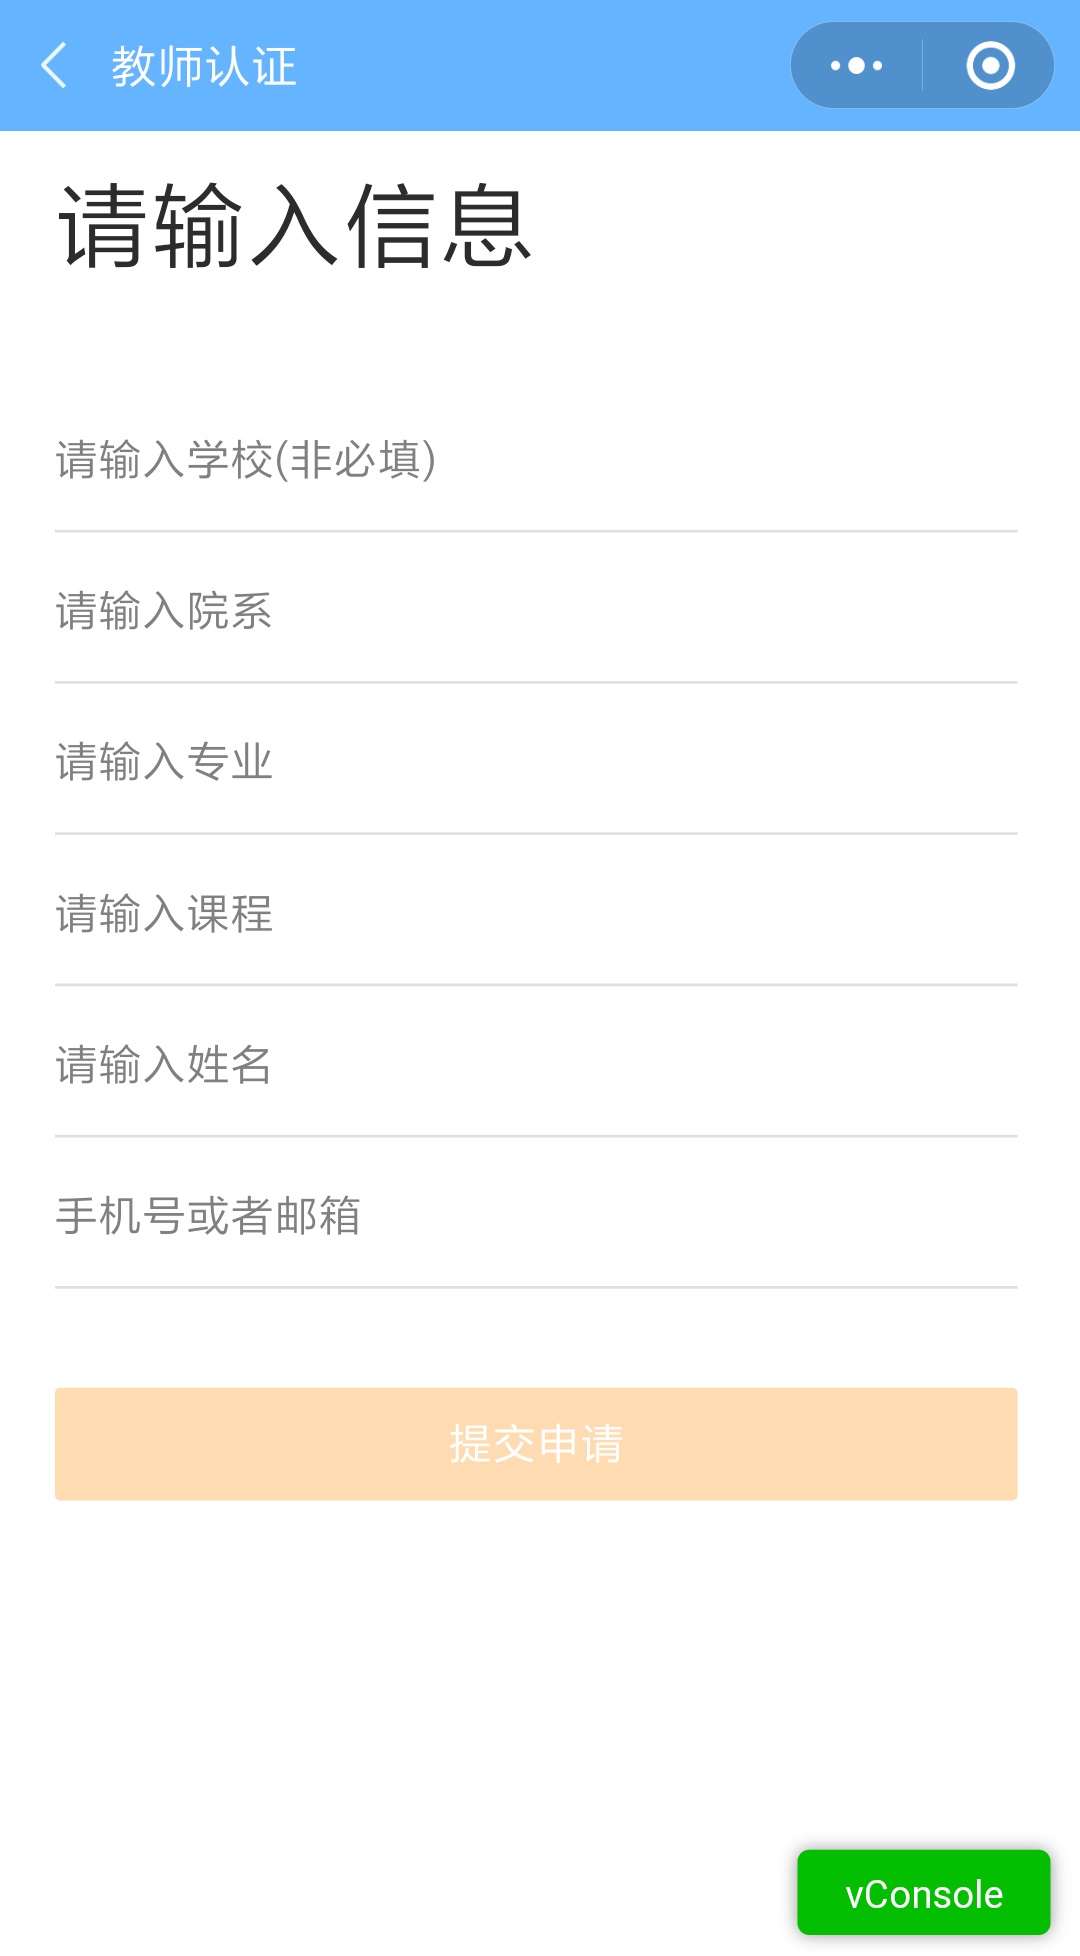 教师认证
请输入信息
请输入学校(非必填)
请输入院系
请输入专业
请输入课程
请输入姓名
手机号或者邮箱
提交申请
vConsole